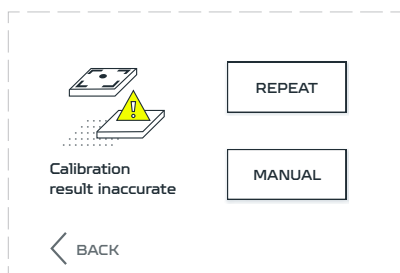 REPEAT
Calibration
result inaccurate
MANUAL
BACK